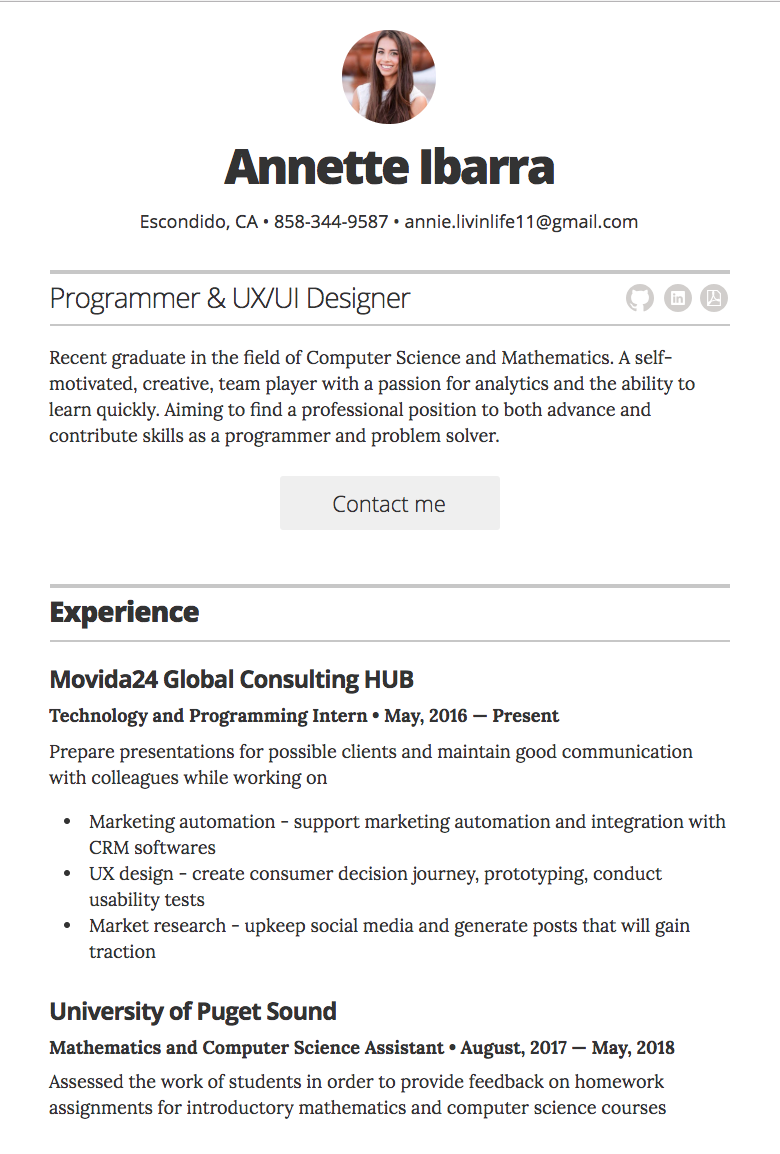 Annette Ibarra
Escondido, CA • 858-344-9587 • annie.livinlife11@gmail.com
Programmer & UX/UI Designer
in
Recent graduate in the field of Computer Science and Mathematics. A self-
motivated, creative, team player with a passion for analytics and the ability to
learn quickly. Aiming to find a professional position to both advance and
contribute skills as a programmer and problem solver.
Contact me
Experience
Movida24 Global Consulting HUB
Technology and Programming Intern • May, 2016 — Present
Prepare presentations for possible clients and maintain good communication
with colleagues while working on
• Marketing automation - support marketing automation and integration with
CRM softwares
• UX design - create consumer decision journey, prototyping, conduct
usability tests
• Market research - upkeep social media and generate posts that will gain
traction
University of Puget Sound
Mathematics and Computer Science Assistant • August, 2017 — May, 2018
Assessed the work of students in order to provide feedback on homework
assignments for introductory mathematics and computer science courses